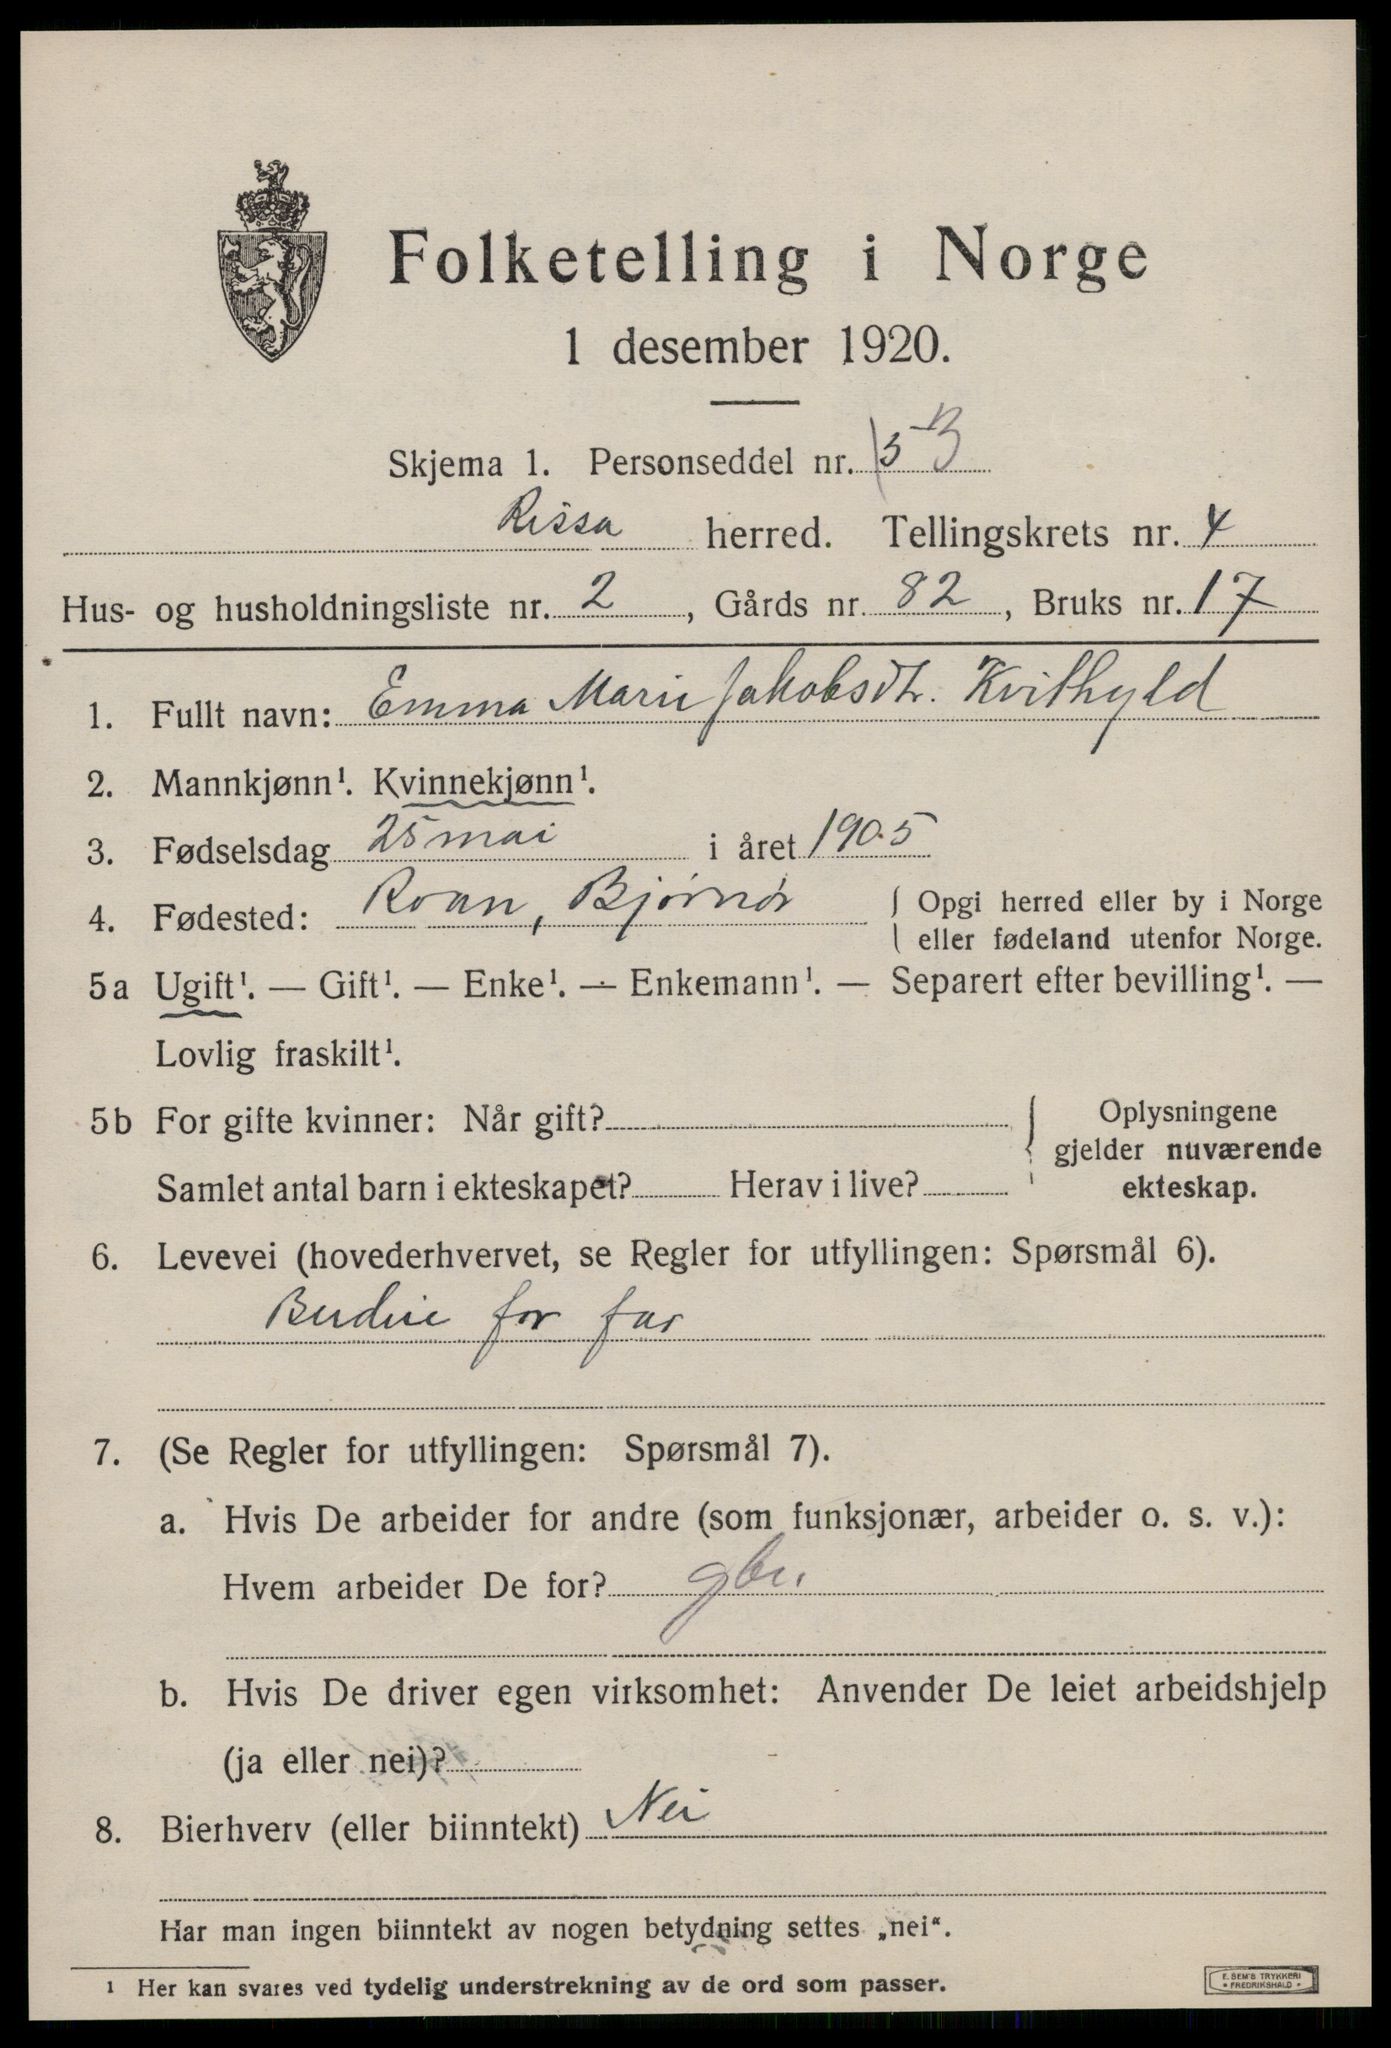 Folketelling i Norge
1 desember 1920.
Skjema 1. Personseddel nr. 3
Rissa herred. Tellingskrets nr. 4
Hus- og husholdningsliste nr. 2, Gårds nr. 82, Bruks nr. 17
1. Fullt navn: Emma Marie Jakobsdtr. Kvithyld
2. Mannkjønn¹. Kvinnekjønn¹.
3. Fødselsdag 25 mai i året 1905
4. Fødested: Roan, Bjørnør { Opgi herred eller by i Norge
eller fødeland utenfor Norge.
5a Ugift¹. — Gift¹. — Enke¹. — Enkemann¹. — Separert efter bevilling¹. —
Lovlig fraskilt¹.
5b For gifte kvinner: Når gift? { Oplysningene
gjelder nuværende
Samlet antal barn i ekteskapet? Herav i live? ekteskap.
6. Levevei (hovederhvervet, se Regler for utfyllingen: Spørsmål 6).
Budeie for far
7. (Se Regler for utfyllingen: Spørsmål 7).
a. Hvis De arbeider for andre (som funksjonær, arbeider o. s. v.):
Hvem arbeider De for? gbr.
b. Hvis De driver egen virksomhet: Anvender De leiet arbeidshjelp
(ja eller nei)?
8. Bierhverv (eller biinntekt) Nei
Har man ingen biinntekt av nogen betydning settes „nei“.
¹ Her kan svares ved tydelig understrekning av de ord som passer.
E. SEM'S TRYKKERI
• FREDRIKSHALD •